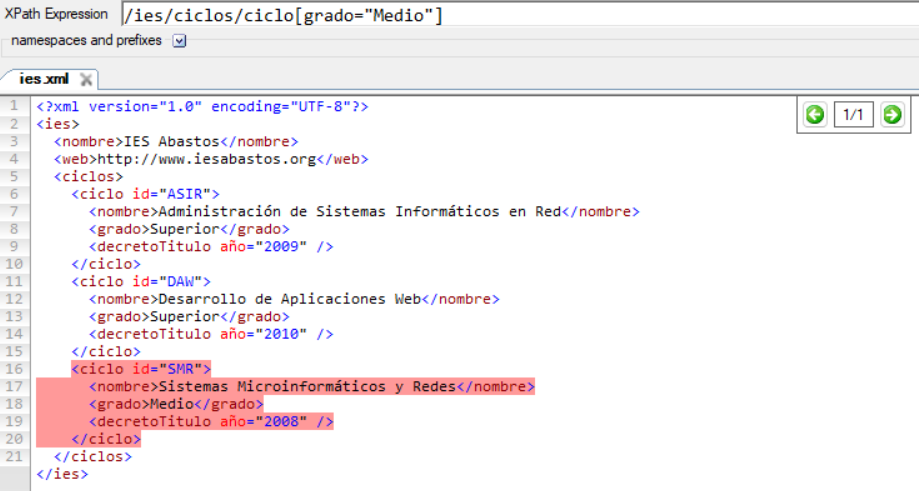 XPath Expression /ies/ciclos/ciclo[grado="Medio"]
namespaces and prefixes
ies.xml
1/1
1 <?xml version="1.0" encoding="UTF-8"?>
2 <ies>
3 <nombre>IES Abastos</nombre>
4 <web>http://www.iesabastos.org</web>
5 <ciclos>
6 <ciclo id="ASIR">
7 <nombre>Administración de Sistemas Informáticos en Red</nombre>
8 <grado>Superior</grado>
9 <decretoTitulo año="2009" />
10 </ciclo>
11 <ciclo id="DAW">
12 <nombre>Desarrollo de Aplicaciones Web</nombre>
13 <grado>Superior</grado>
14 <decretoTitulo año="2010" />
15 </ciclo>
16 <ciclo id="SMR">
17 <nombre>Sistemas Microinformáticos y Redes</nombre>
18 <grado>Medio</grado>
19 <decretoTitulo año="2008" />
20 </ciclo>
21 </ciclos>
</ies>